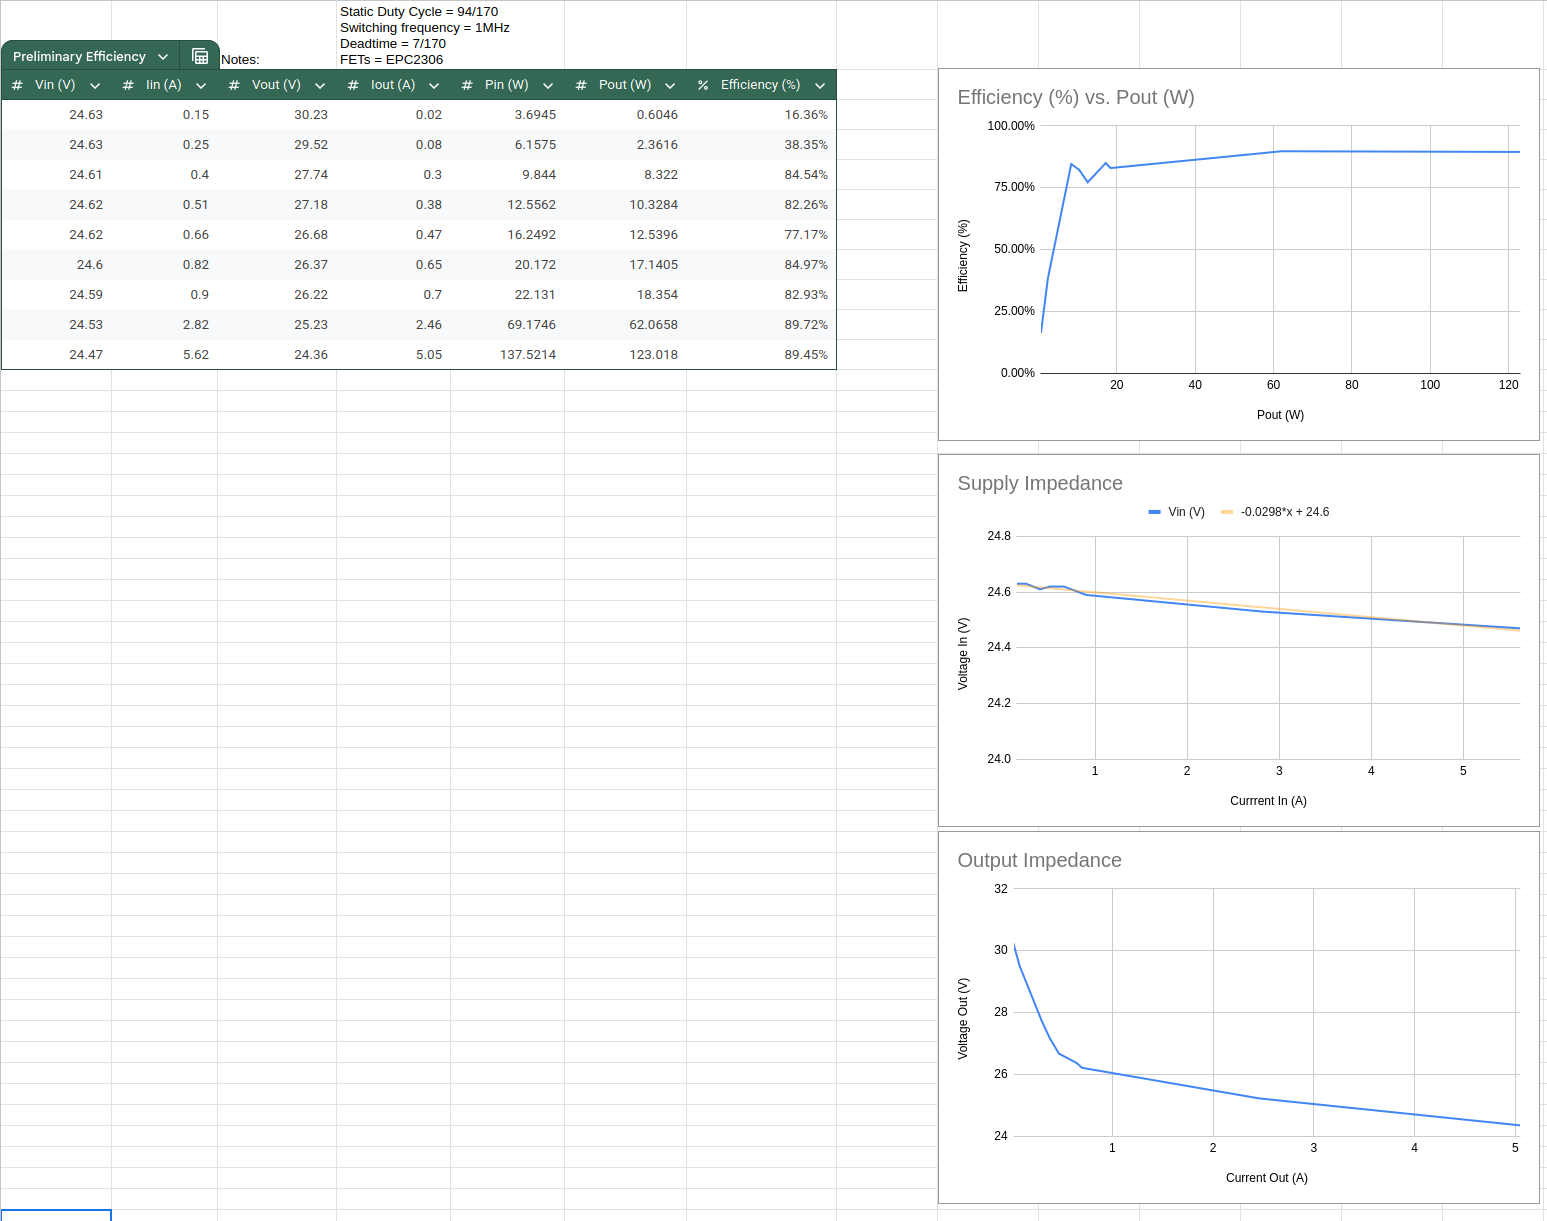 Static Duty Cycle = 94/170
Switching frequency = 1MHz
Deadtime = 7/170
Preliminary Efficiency Notes: FETs = EPC2306
# Vin (V) # Iin (A) # Vout (V) # Iout (A) # Pin (W) # Pout (W) % Efficiency (%)
24.63 0.15 30.23 0.02 3.6945 0.6046 16.36%
24.63 0.25 29.52 0.08 6.1575 2.3616 38.35%
24.61 0.4 27.74 0.3 9.844 8.322 84.54%
24.62 0.51 27.18 0.38 12.5562 10.3284 82.26%
24.62 0.66 26.68 0.47 16.2492 12.5396 77.17%
24.6 0.82 26.37 0.65 20.172 17.1405 84.97%
24.59 0.9 26.22 0.7 22.131 18.354 82.93%
24.53 2.82 25.23 2.46 69.1746 62.0658 89.72%
24.47 5.62 24.36 5.05 137.5214 123.018 89.45%
Efficiency (%) vs. Pout (W)
100.00%
75.00%
50.00%
25.00%
0.00%
Efficiency (%)
20 40 60 80 100 120
Pout (W)
Supply Impedance
Vin (V) -0.0298*x + 24.6
24.8
24.6
24.4
24.2
24.0
Voltage In (V)
1 2 3 4 5
Currrent In (A)
Output Impedance
32
30
28
26
24
Voltage Out (V)
1 2 3 4 5
Current Out (A)